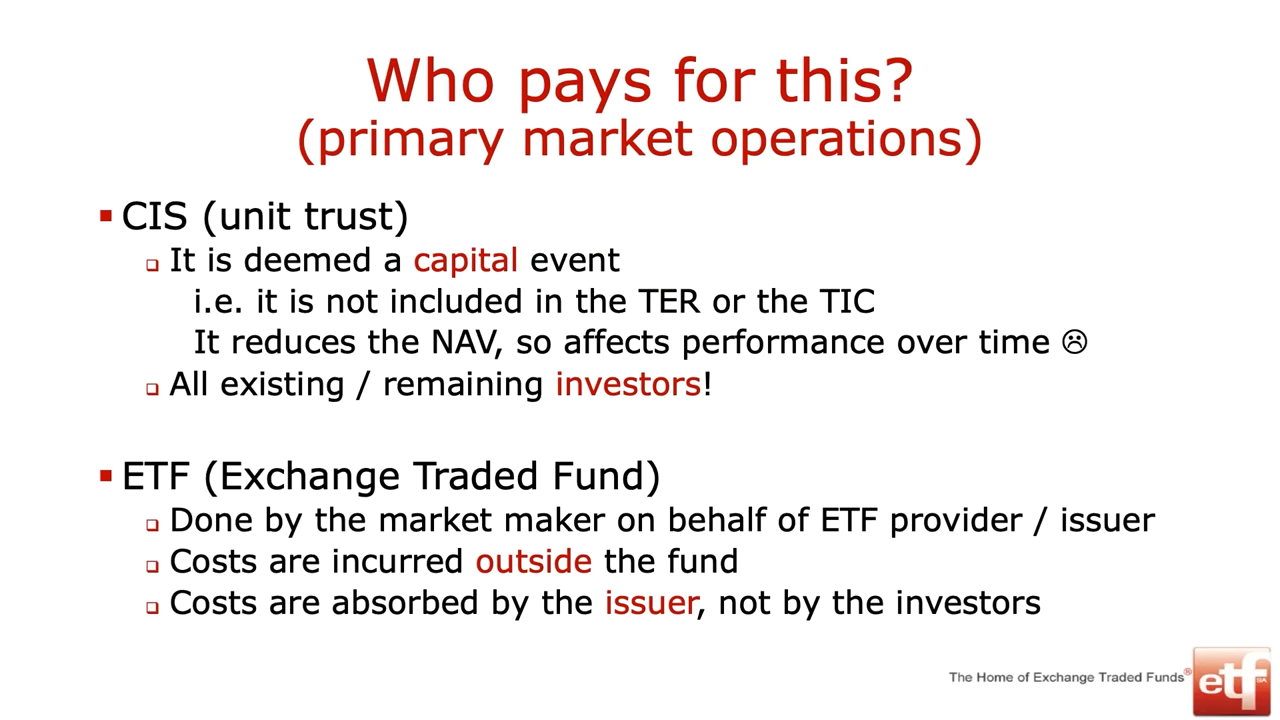 Who pays for this?
(primary market operations)
▪ CIS (unit trust)
❑ It is deemed a capital event
i.e. it is not included in the TER or the TIC
It reduces the NAV, so affects performance over time ☹
❑ All existing / remaining investors!
▪ ETF (Exchange Traded Fund)
❑ Done by the market maker on behalf of ETF provider / issuer
❑ Costs are incurred outside the fund
❑ Costs are absorbed by the issuer, not by the investors
The Home of Exchange Traded Funds®
etfSA